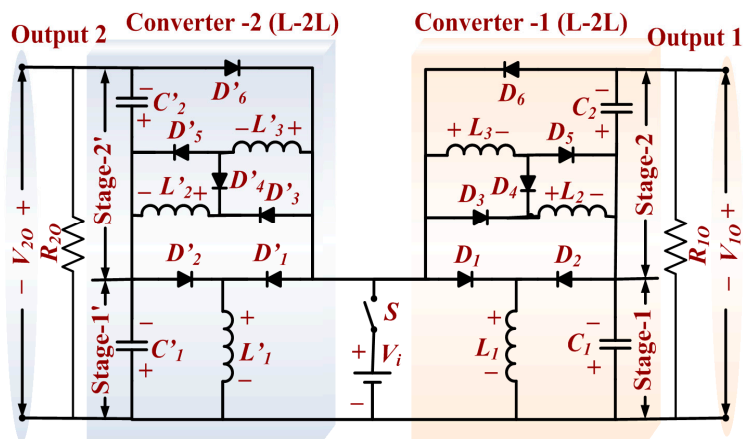 Converter -2 (L-2L)
Converter -1 (L-2L)
Output 2
Output 1
− +
C'2
D'6
D6
C2
− +
D'5
− L'3 +
+ L3 −
D5
Stage-2'
D'4
D4
Stage-2
− L'2 +
D'3
D3
+ L2 −
− V2O +
R2O
R1O
− V1O +
D'2
D'1
D1
D2
S
Stage-1'
− +
C'1
+ −
L'1
+ −
Vi
+ −
L1
C1
− +
Stage-1